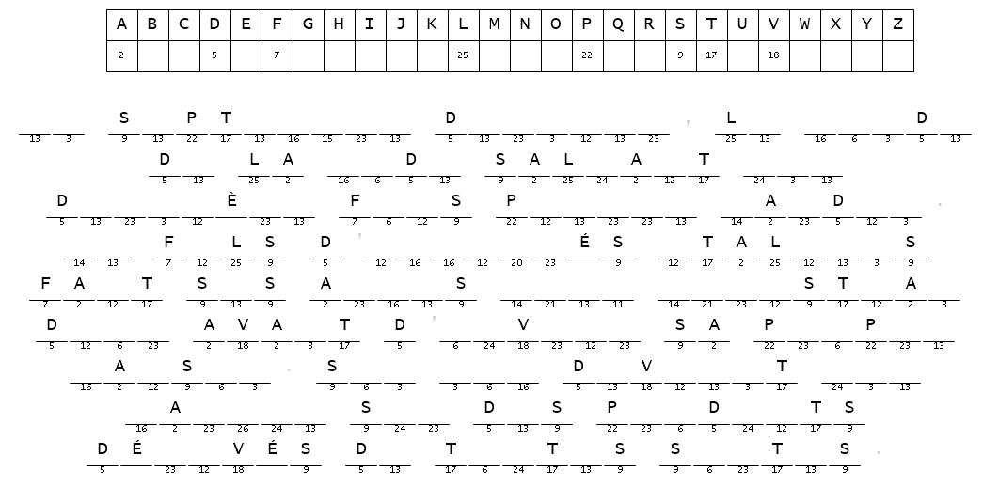 A B C D E F G H I J K L M N O P Q R S T U V W X Y Z
2 5 7 25 22 9 17 18
S P T D ' L D
13 3 9 13 22 17 13 16 15 23 13 5 13 23 3 12 13 23 25 13 16 6 3 5 13
D L A D S A L A T
5 13 25 2 16 6 5 13 9 2 25 24 2 12 17 24 3 13
D È F S P A D .
5 13 23 3 12 23 13 7 6 12 9 22 12 13 23 23 13 14 2 23 5 12 3
F L S D ' É S T A L S
14 13 7 12 25 9 5 12 16 16 12 20 23 9 12 17 2 25 12 13 3 9
F A T S S A S S T A
7 2 12 17 9 13 9 2 23 16 13 9 14 21 13 11 14 21 23 12 9 17 12 2 3
D A V A T D ' V S A P P
5 12 6 23 2 18 2 3 17 5 6 24 18 23 12 23 9 2 22 23 6 22 23 13
A S . S D V T
16 2 12 9 6 3 9 6 3 3 6 16 5 13 18 12 13 3 17 24 3 13
A S D S P D T S
16 2 23 26 24 13 9 24 23 5 13 9 22 23 6 5 24 12 17 9
D É V É S D T T S S T S .
5 23 12 18 9 5 13 17 6 24 17 13 9 9 6 23 17 13 9